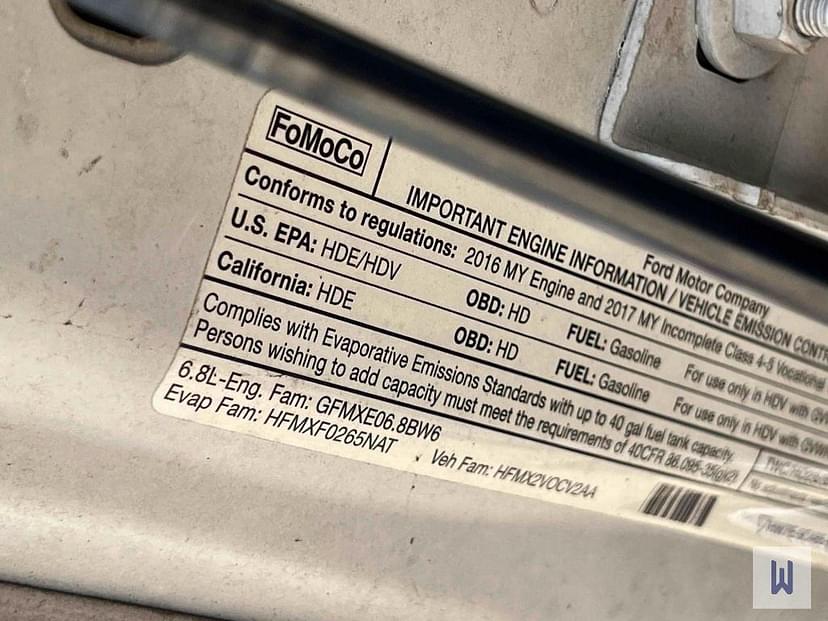 FoMoCo
Ford Motor Company
IMPORTANT ENGINE INFORMATION / VEHICLE EMISSION CONT
Conforms to regulations: 2016 MY Engine and 2017 MY Incomplete Class 4-5 Vocational
U.S. EPA: HDE/HDV OBD: HD FUEL: Gasoline For use only in HDV with GV
California: HDE OBD: HD FUEL: Gasoline For use only in HDV with GVW
Complies with Evaporative Emissions Standards with up to 40 gal fuel tank capacity.
Persons wishing to add capacity must meet the requirements of 40CFR 86.095-35(g)(2)
6.8L-Eng. Fam: GFMXE06.8BW6
Evap Fam: HFMXF0265NAT Veh Fam: HFMX2VOCV2AA
W